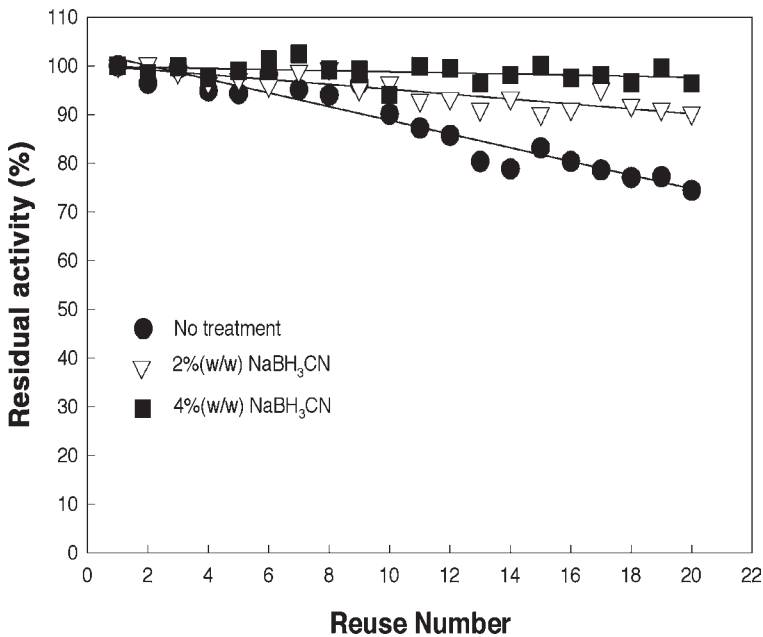 Residual activity (%)
110
100
90
80
70
60
50
40
30
20
10
0
No treatment
2%(w/w) NaBH₃CN
4%(w/w) NaBH₃CN
0 2 4 6 8 10 12 14 16 18 20 22
Reuse Number